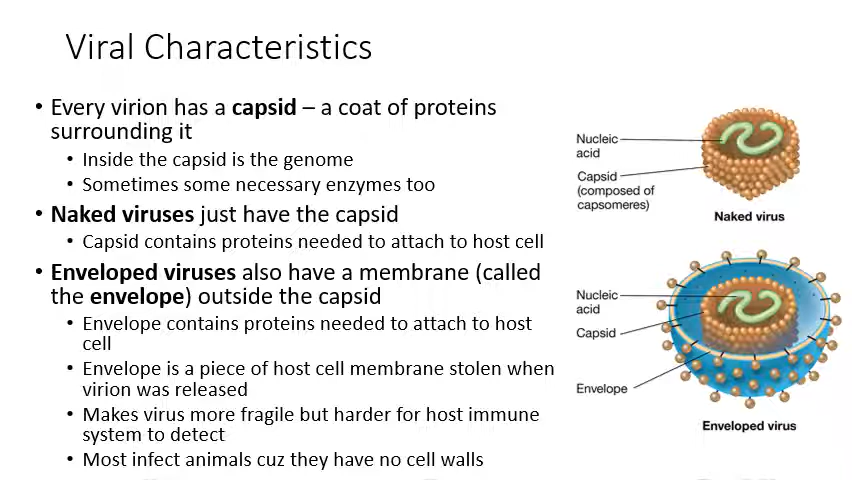 Viral Characteristics
• Every virion has a capsid – a coat of proteins
surrounding it
• Inside the capsid is the genome
• Sometimes some necessary enzymes too
• Naked viruses just have the capsid
• Capsid contains proteins needed to attach to host cell
• Enveloped viruses also have a membrane (called
the envelope) outside the capsid
• Envelope contains proteins needed to attach to host
cell
• Envelope is a piece of host cell membrane stolen when
virion was released
• Makes virus more fragile but harder for host immune
system to detect
• Most infect animals cuz they have no cell walls
Nucleic
acid
Capsid
(composed of
capsomeres)
Naked virus
Nucleic
acid
Capsid
Envelope
Enveloped virus